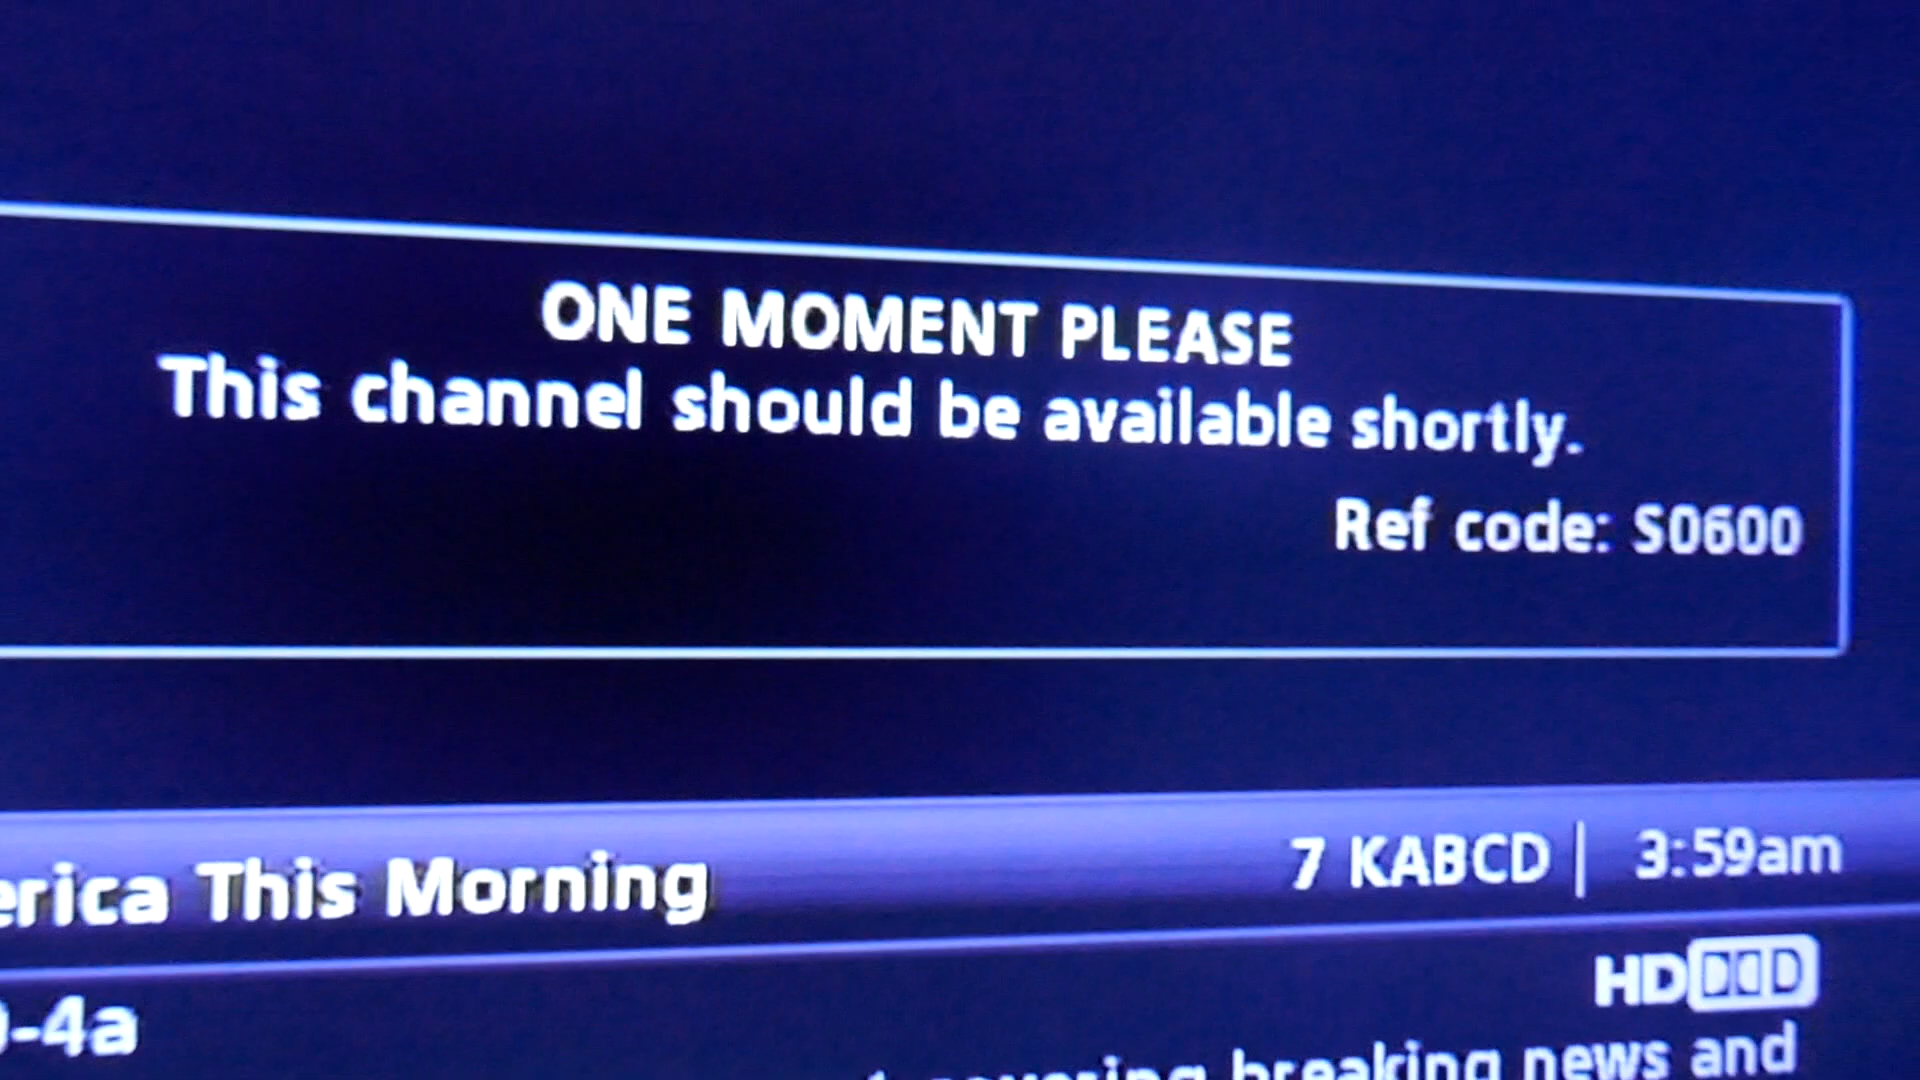 ONE MOMENT PLEASE
This channel should be available shortly.
Ref code: S0600
This Morning
7 KABCD | 3:59am
HD
-4a
breaking news and